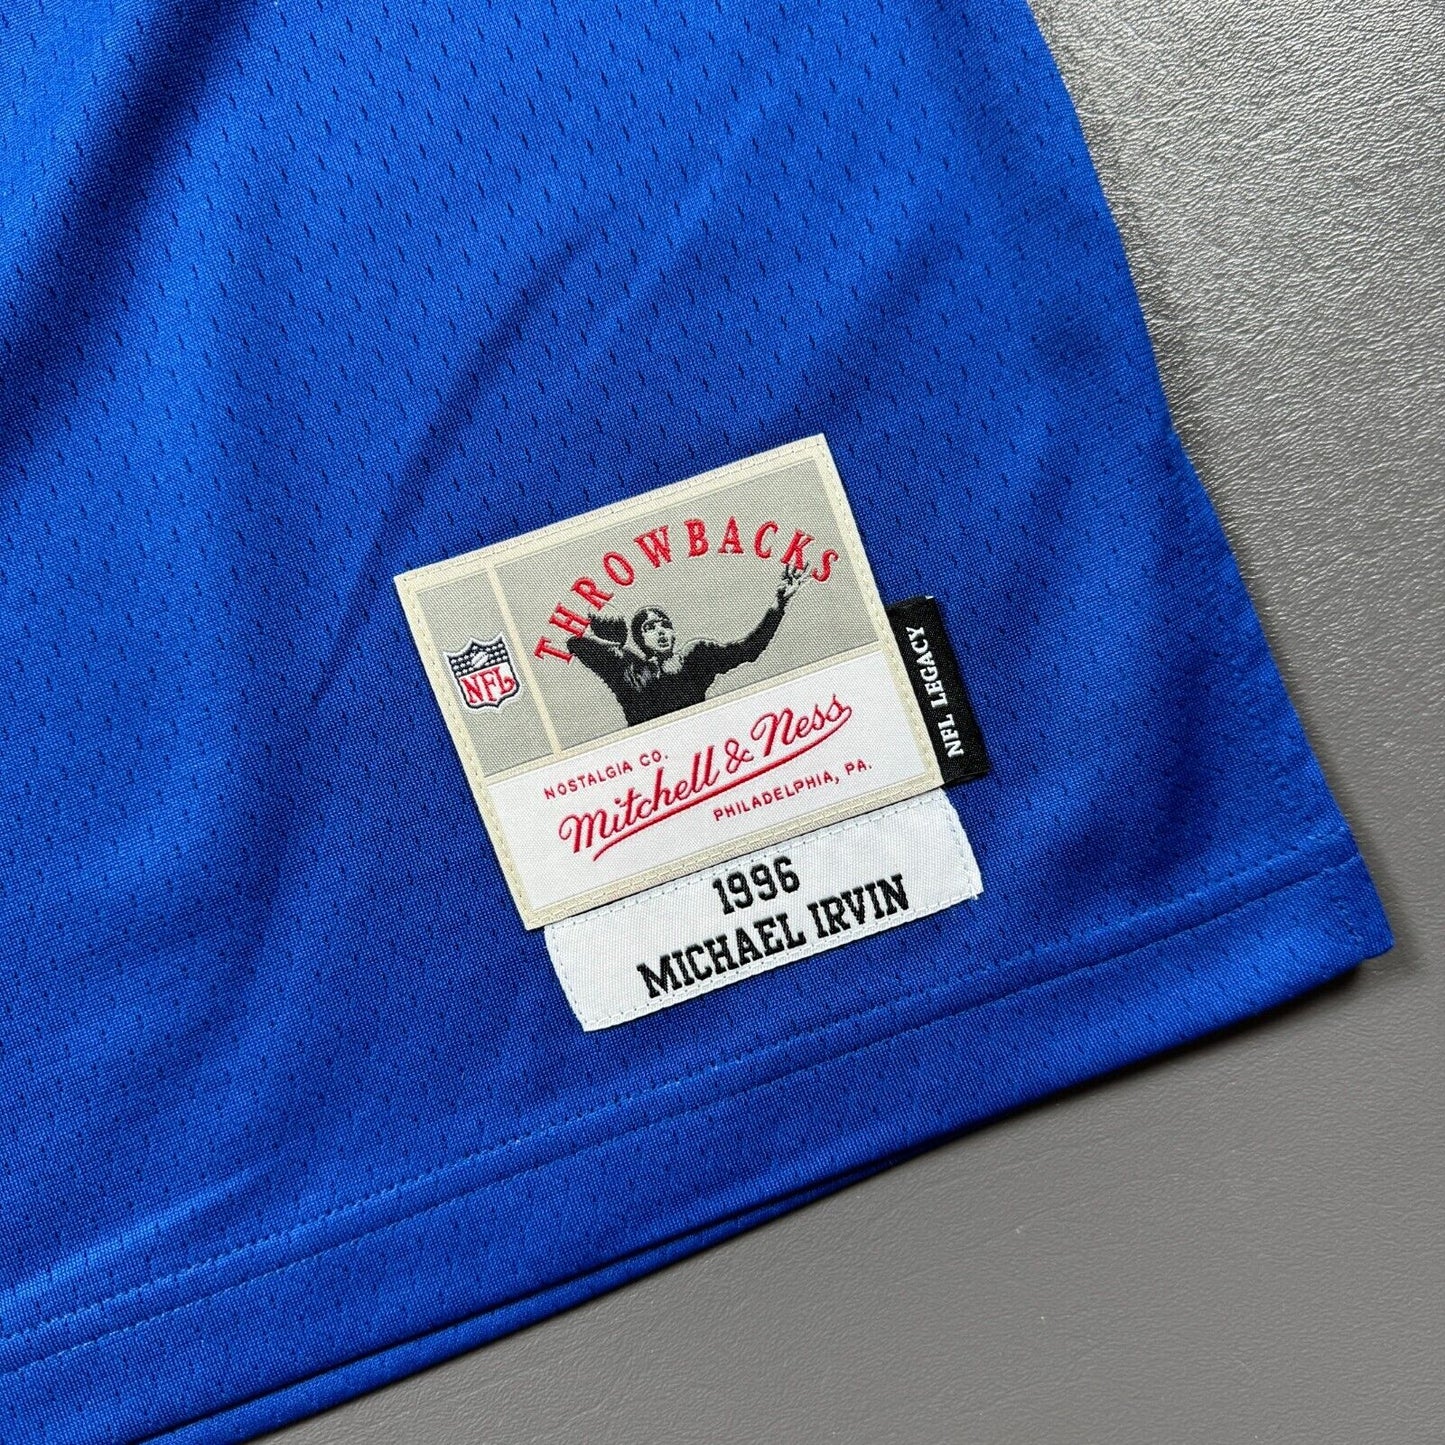 THROWBACKS
NFL
NOSTALGIA CO.
Mitchell & Ness
PHILADELPHIA, PA.
NFL LEGACY
1996
MICHAEL IRVIN